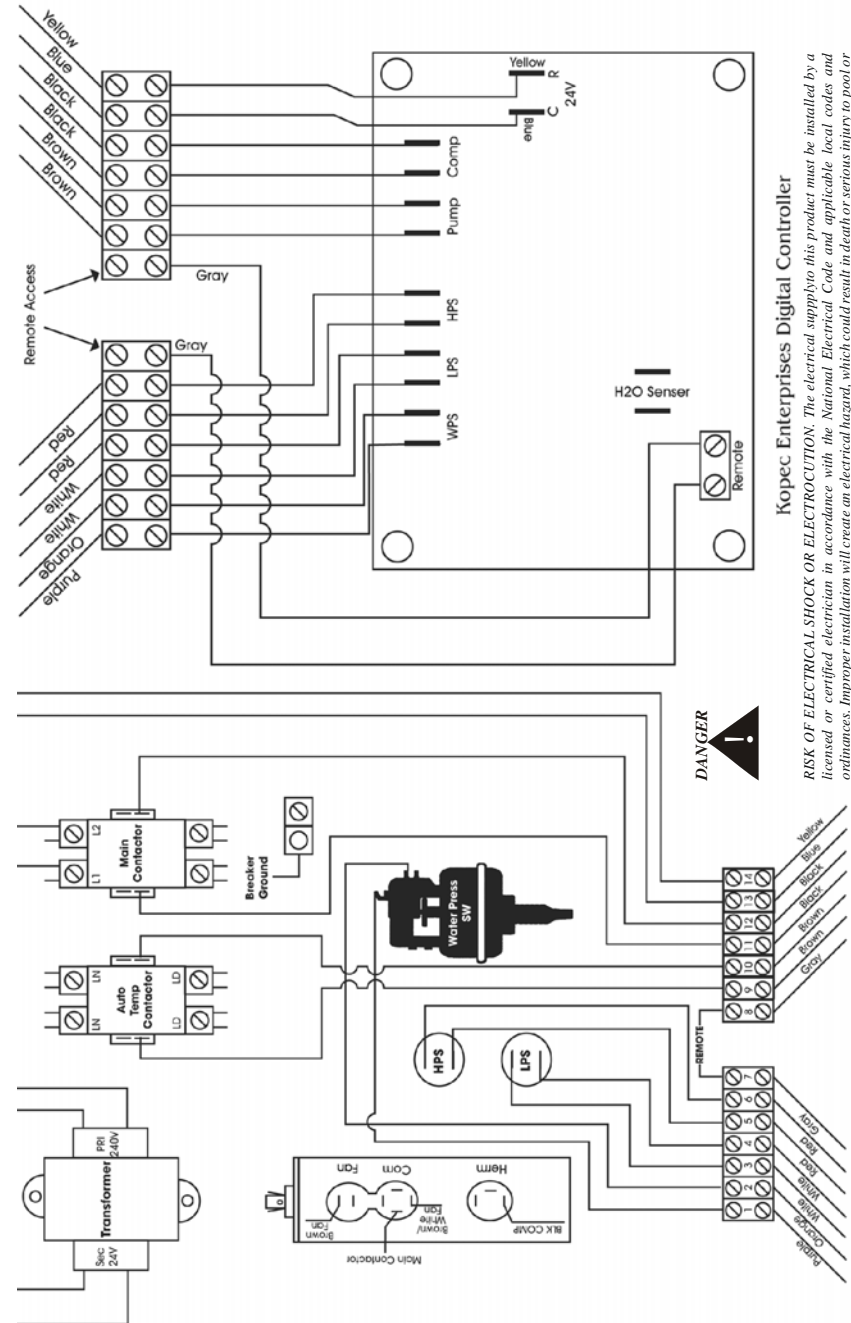 Yellow
Blue
Black
Black
Brown
Brown
Remote Access
Gray
Gray
Red
Red
White
White
Orange
Purple
Yellow
R
C
24V
Blue
Comp
Pump
HPS
LPS
WPS
H2O Senser
Remote
Kopec Enterprises Digital Controller
DANGER
!
RISK OF ELECTRICAL SHOCK OR ELECTROCUTION. The electrical suppplyto this product must be installed by a
licensed or certified electrician in accordance with the National Electrical Code and applicable local codes and
ordinances. Improper installation will create an electrical hazard, which could result in death or serious injury to pool or
L1
L2
Main
Contactor
Breaker
Ground
LN
LN
Auto
Temp
Contactor
LD
LD
PRI
240V
Transformer
Sec
24V
Water Press
SW
HPS
LPS
Fan
Com
Herm
Brown
Fan
Brown/
White
Fan
Main Contactor
BLK COMP
REMOTE
1
2
3
4
5
6
7
8
9
10
11
12
13
14
Purple
Orange
White
White
Red
Red
Gray
Gray
Brown
Brown
Black
Black
Blue
Yellow